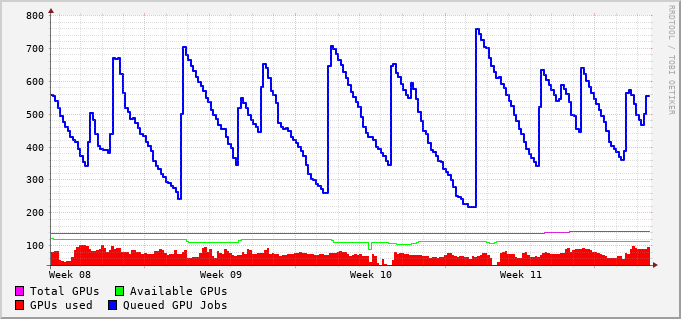 800
700
600
500
400
300
200
100
Week 08 Week 09 Week 10 Week 11
Total GPUs Available GPUs
GPUs used Queued GPU Jobs
RRDTOOL / TOBI OETIKER